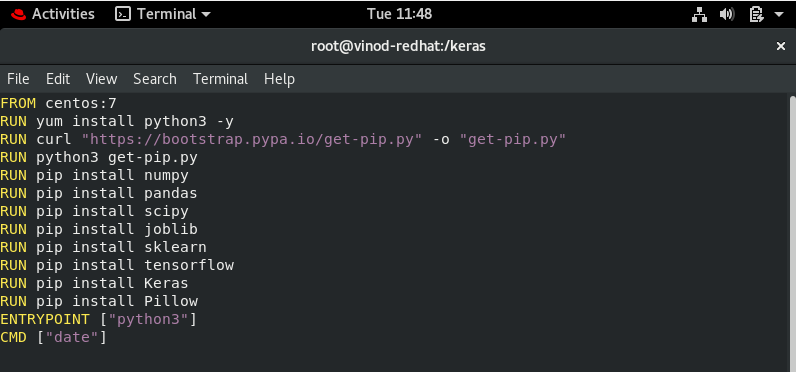 Activities Terminal Tue 11:48
root@vinod-redhat:/keras ×
File Edit View Search Terminal Help
FROM centos:7
RUN yum install python3 -y
RUN curl "https://bootstrap.pypa.io/get-pip.py" -o "get-pip.py"
RUN python3 get-pip.py
RUN pip install numpy
RUN pip install pandas
RUN pip install scipy
RUN pip install joblib
RUN pip install sklearn
RUN pip install tensorflow
RUN pip install Keras
RUN pip install Pillow
ENTRYPOINT ["python3"]
CMD ["date"]